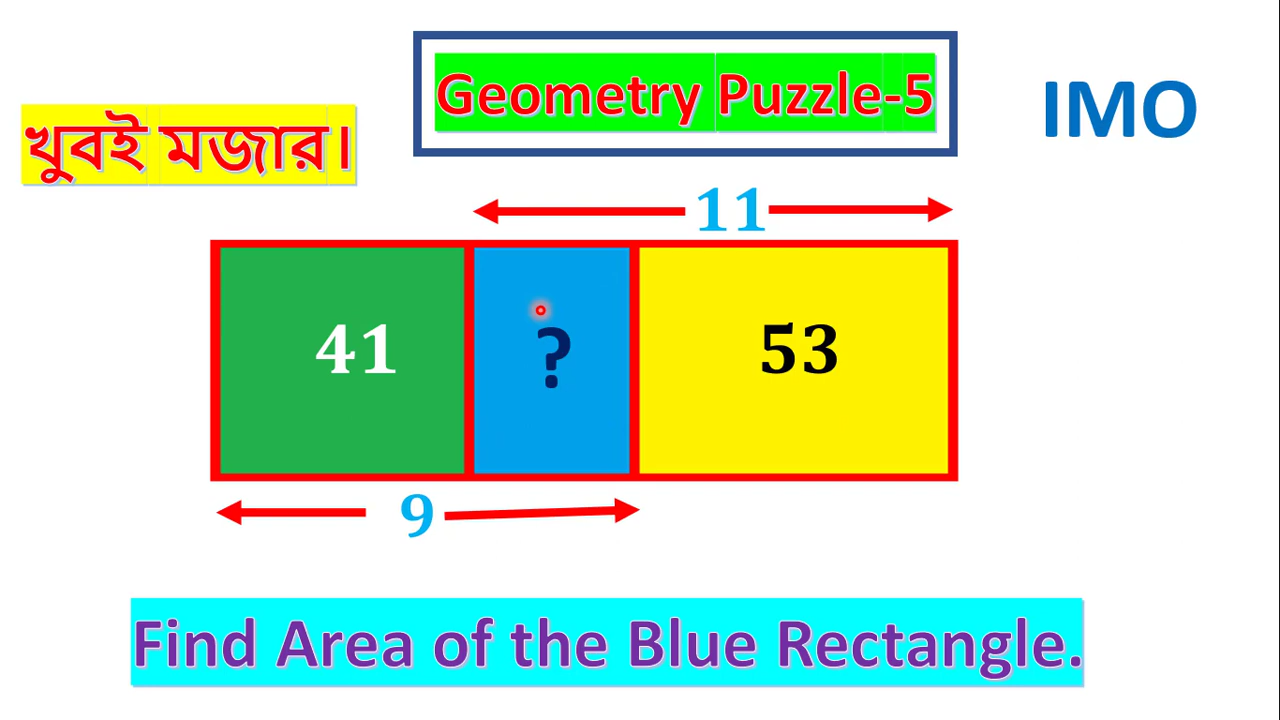 Geometry Puzzle-5
IMO
খুবই মজার।
11
41
?
53
9
Find Area of the Blue Rectangle.